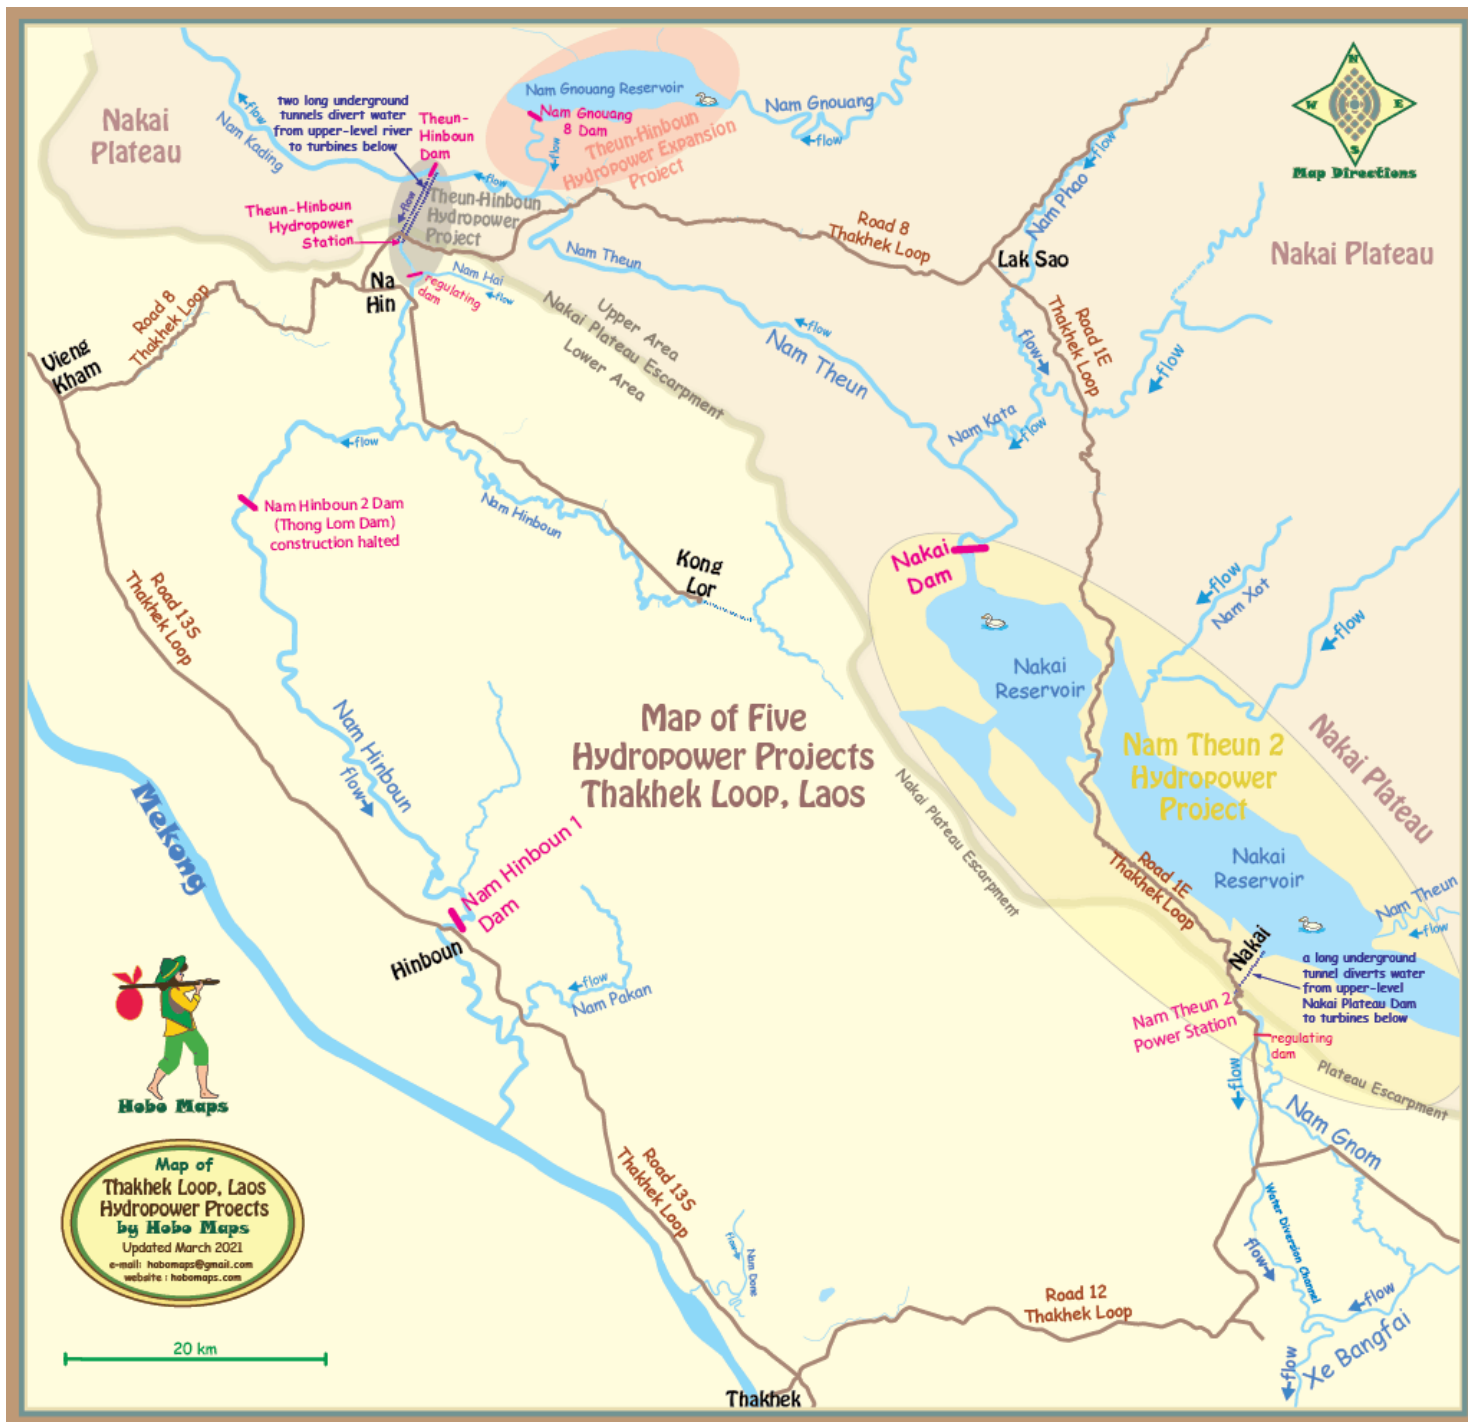 Nakai
Plateau
flow
Nam Kading
two long underground
tunnels divert water
from upper-level river
to turbines below
Theun-
Hinboun
Dam
Nam Gnouang Reservoir
Nam Gnouang
8 Dam
Theun-Hinboun
Hydropower Expansion
Project
flow
Nam Gnouang
flow
flow
flow
Nam Phao
N
W
E
S
Map Directions
Theun-Hinboun
Hydropower
Station
flow
Theun-Hinboun
Hydropower
Project
Road 8
Thakhek Loop
Lak Sao
Nakai Plateau
Na
Hin
Nam Hai
flow
regulating
dam
Nam Theun
Upper Area
Nakai Plateau Escarpment
Lower Area
flow
Nam Theun
Road 8
Thakhek Loop
Vieng
Kham
Road 1E
Thakhek Loop
flow
flow
Nam Kata
flow
flow
Nam Hinboun 2 Dam
(Thong Lom Dam)
construction halted
Nam Hinboun
Kong
Lor
Nakai
Dam
flow
Nam Xot
flow
Road 13S
Thakhek Loop
Nakai
Reservoir
Map of Five
Hydropower Projects
Thakhek Loop, Laos
Nam Hinboun
flow
Nam Theun 2
Hydropower
Project
Nakai Plateau
Nakai Plateau Escarpment
Mekong
Nam Hinboun 1
Dam
Hinboun
Road 1E
Thakhek Loop
Nakai
Reservoir
Nam Theun
flow
Nakai
a long underground
tunnel diverts water
from upper-level
Nakai Plateau Dam
to turbines below
flow
Nam Pakan
Nam Theun 2
Power Station
regulating
dam
Plateau Escarpment
flow
Nam Gnom
Hobo Maps
Map of
Thakhek Loop, Laos
Hydropower Proects
by Hobo Maps
Updated March 2021
e-mail: hobomaps@gmail.com
website : hobomaps.com
Road 13S
Thakhek Loop
flow
Nam Done
Water Diversion Channel
flow
flow
Xe Bangfai
flow
Road 12
Thakhek Loop
20 km
Thakhek